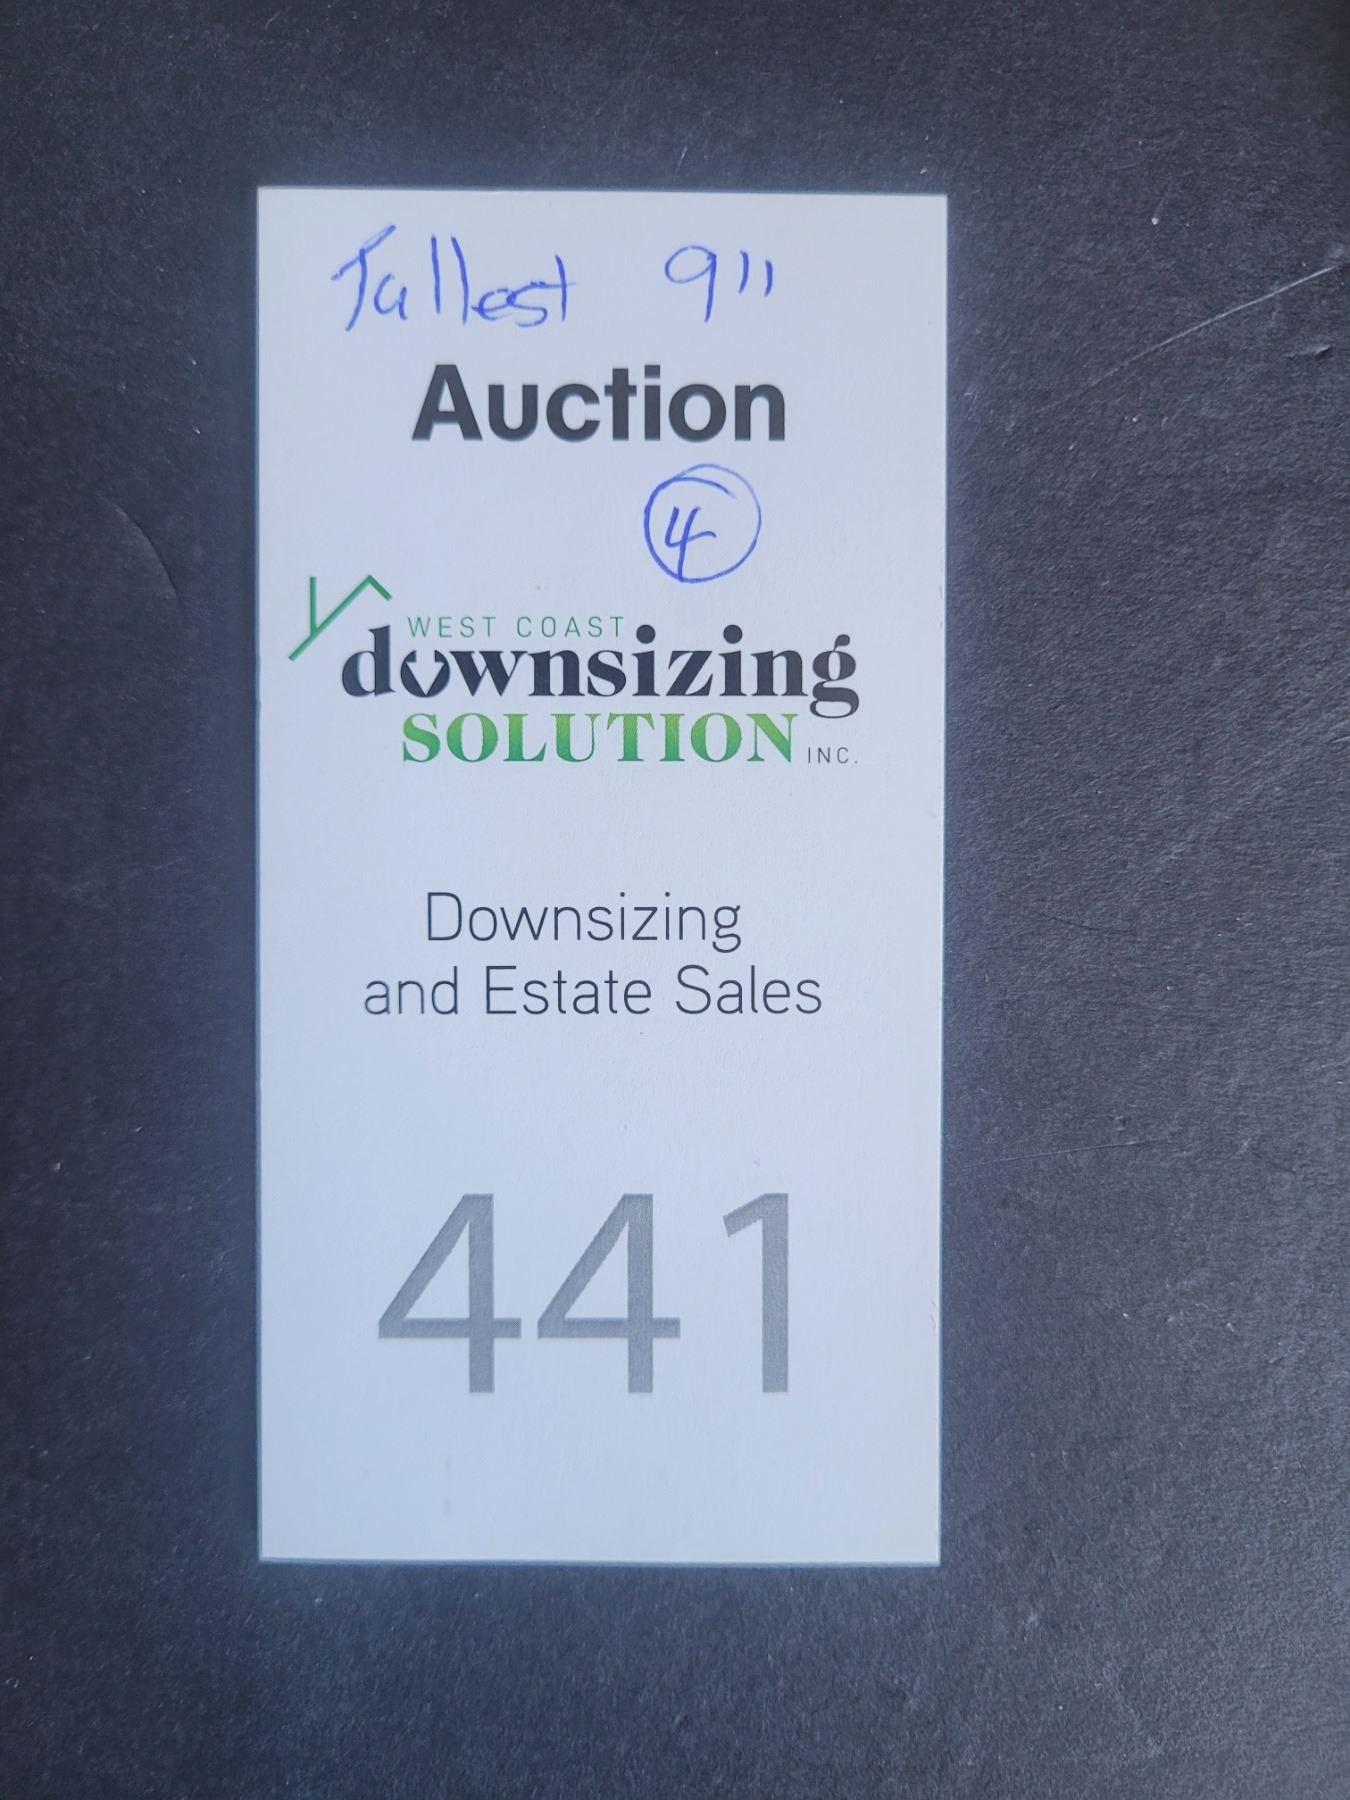 Tallest 9"
Auction
4
WEST COAST
downsizing
SOLUTION INC.
Downsizing
and Estate Sales
441